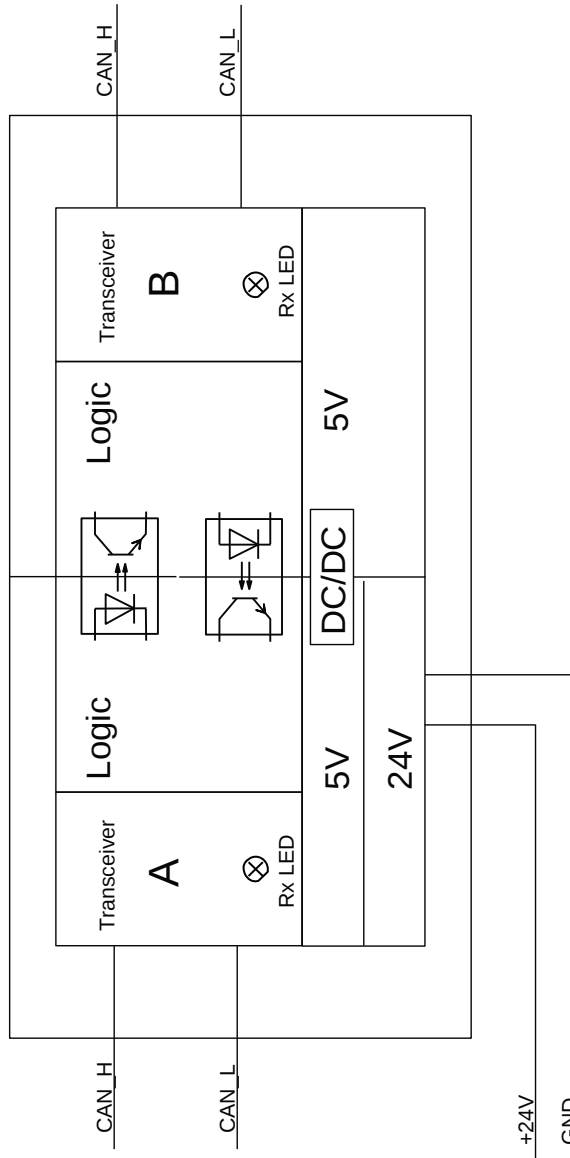 CAN_H
CAN_L
Transceiver
B
Rx LED
Logic
5V
DC/DC
Logic
5V
24V
Transceiver
A
Rx LED
CAN_H
CAN_L
+24V
GND